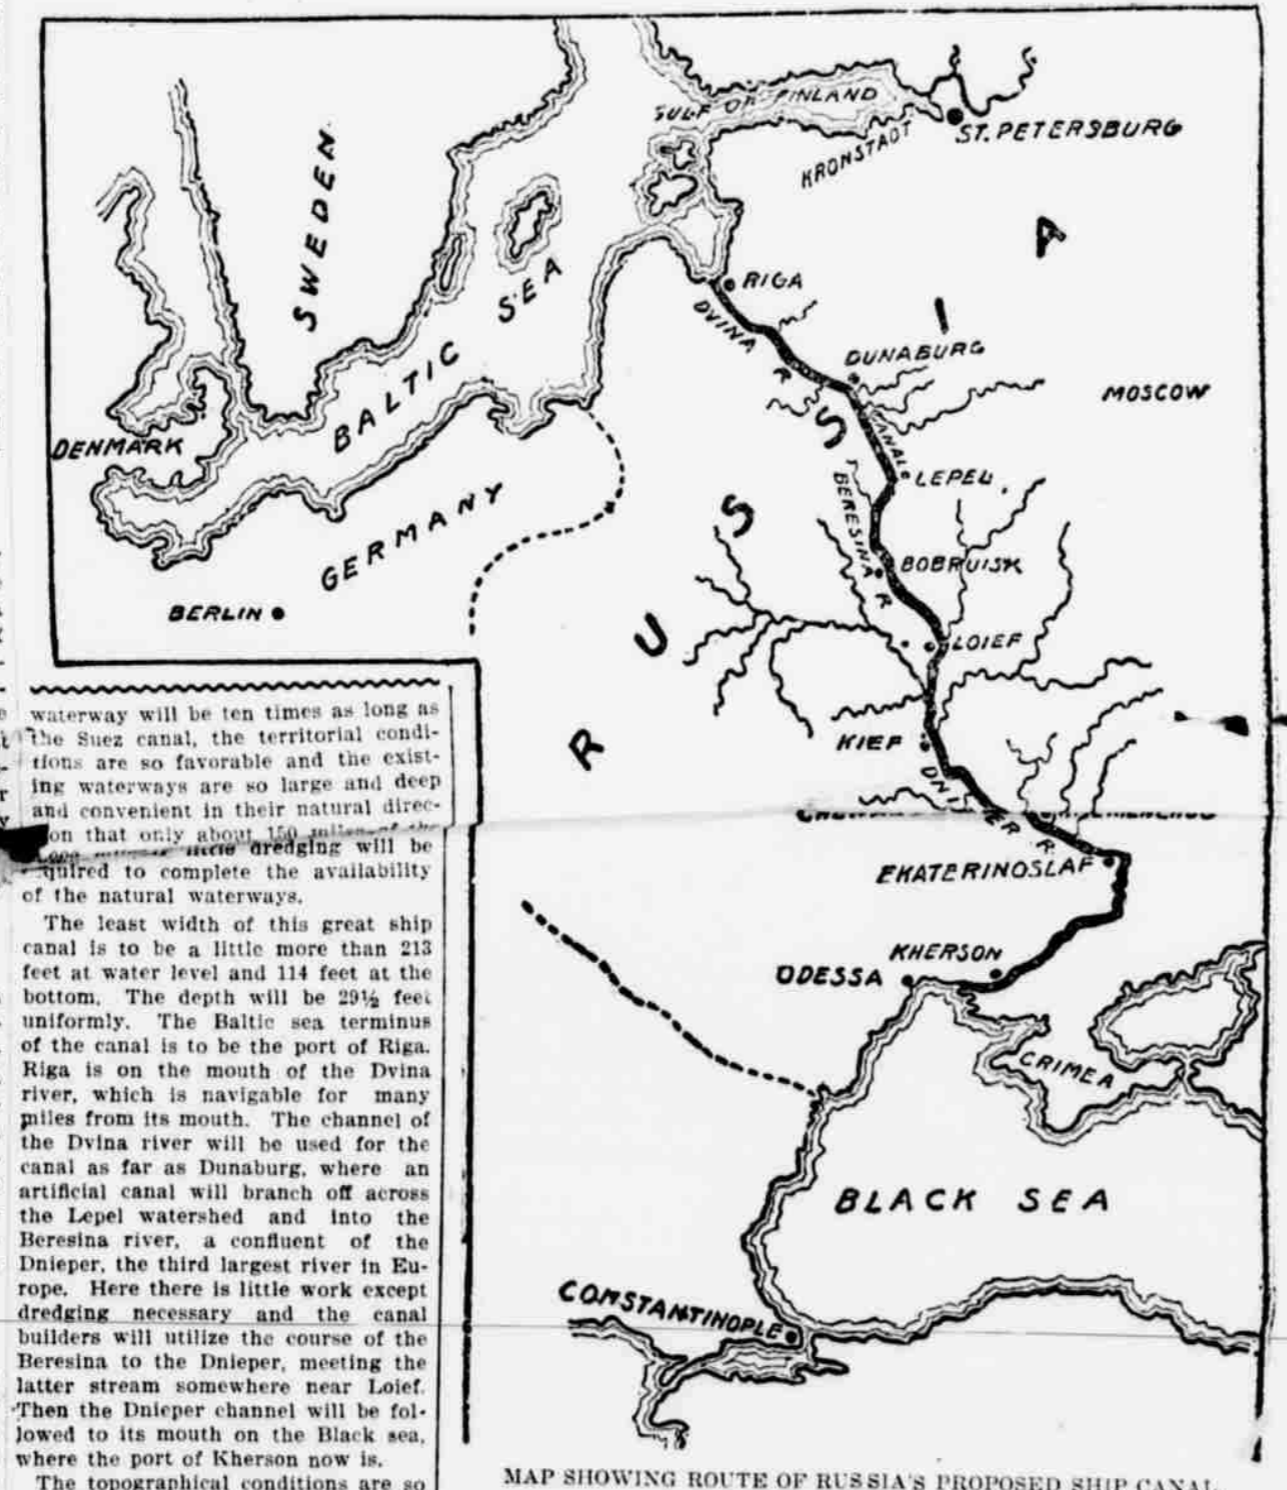 GULF OF FINLAND
ST. PETERSBURG
KRONSTADT
SWEDEN
BALTIC SEA
RIGA
DVINA R
DUNABURG
MOSCOW
CANAL
LEPEL
BERESINA R
BOBRUISK
LOIEF
DENMARK
GERMANY
BERLIN
RUSSIA
KIEF
DNIPER R
EKATERINOSLAF
KHERSON
ODESSA
CRIMEA
BLACK SEA
CONSTANTINOPLE
waterway will be ten times as long as
the Suez canal, the territorial condi-
tions are so favorable and the exist-
ing waterways are so large and deep
and convenient in their natural direc-
on that only about 150 miles of the
little dredging will be
quired to complete the availability
of the natural waterways.
The least width of this great ship
canal is to be a little more than 213
feet at water level and 114 feet at the
bottom. The depth will be 29½ feet
uniformly. The Baltic sea terminus
of the canal is to be the port of Riga.
Riga is on the mouth of the Dvina
river, which is navigable for many
miles from its mouth. The channel of
the Dvina river will be used for the
canal as far as Dunaburg, where an
artificial canal will branch off across
the Lepel watershed and into the
Beresina river, a confluent of the
Dnieper, the third largest river in Eu-
rope. Here there is little work except
dredging necessary and the canal
builders will utilize the course of the
Beresina to the Dnieper, meeting the
latter stream somewhere near Loief.
Then the Dnieper channel will be fol-
lowed to its mouth on the Black sea,
where the port of Kherson now is.
The topographical conditions are so
MAP SHOWING ROUTE OF RUSSIA'S PROPOSED SHIP CANAL.